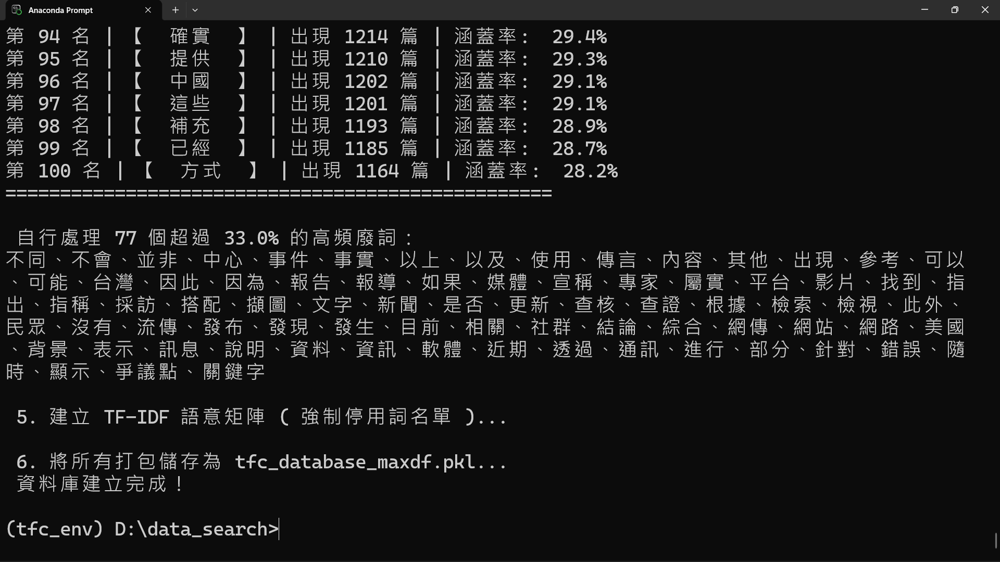 Anaconda Prompt
第 94 名 | 【 確實 】 | 出現 1214 篇 | 涵蓋率: 29.4%
第 95 名 | 【 提供 】 | 出現 1210 篇 | 涵蓋率: 29.3%
第 96 名 | 【 中國 】 | 出現 1202 篇 | 涵蓋率: 29.1%
第 97 名 | 【 這些 】 | 出現 1201 篇 | 涵蓋率: 29.1%
第 98 名 | 【 補充 】 | 出現 1193 篇 | 涵蓋率: 28.9%
第 99 名 | 【 已經 】 | 出現 1185 篇 | 涵蓋率: 28.7%
第 100 名 | 【 方式 】 | 出現 1164 篇 | 涵蓋率: 28.2%
==================================================
自行處理 77 個超過 33.0% 的高頻廢詞：
不同、不會、並非、中心、事件、事實、以上、以及、使用、傳言、內容、其他、出現、參考、可以
、可能、台灣、因此、因為、報告、報導、如果、媒體、宣稱、專家、屬實、平台、影片、找到、指
出、指稱、採訪、搭配、擷圖、文字、新聞、是否、更新、查核、查證、根據、檢索、檢視、此外、
民眾、沒有、流傳、發布、發現、發生、目前、相關、社群、結論、綜合、網傳、網站、網路、美國
、背景、表示、訊息、說明、資料、資訊、軟體、近期、透過、通訊、進行、部分、針對、錯誤、隨
時、顯示、爭議點、關鍵字
5. 建立 TF-IDF 語意矩陣 ( 強制停用詞名單 )...
6. 將所有打包儲存為 tfc_database_maxdf.pkl...
資料庫建立完成！
(tfc_env) D:\data_search>